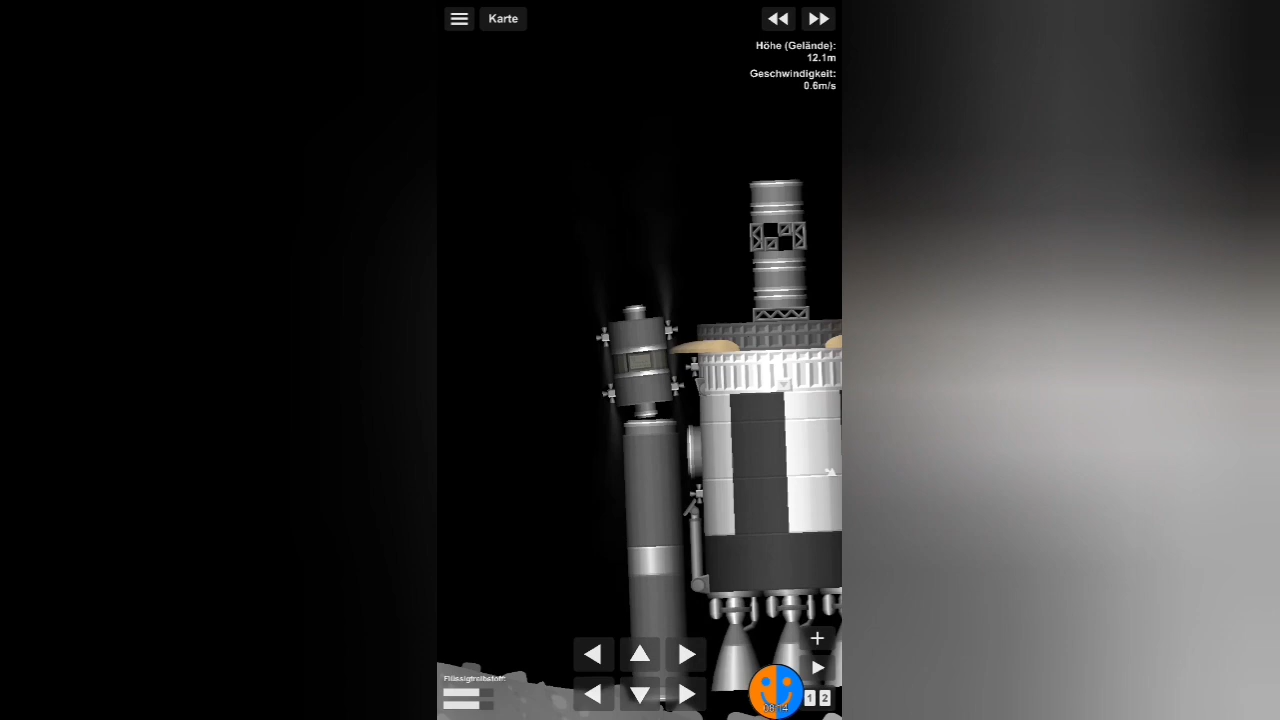 Karte
Höhe (Gelände):
12.1m
Geschwindigkeit:
0.6m/s
Flüssigtreibstoff:
1 2